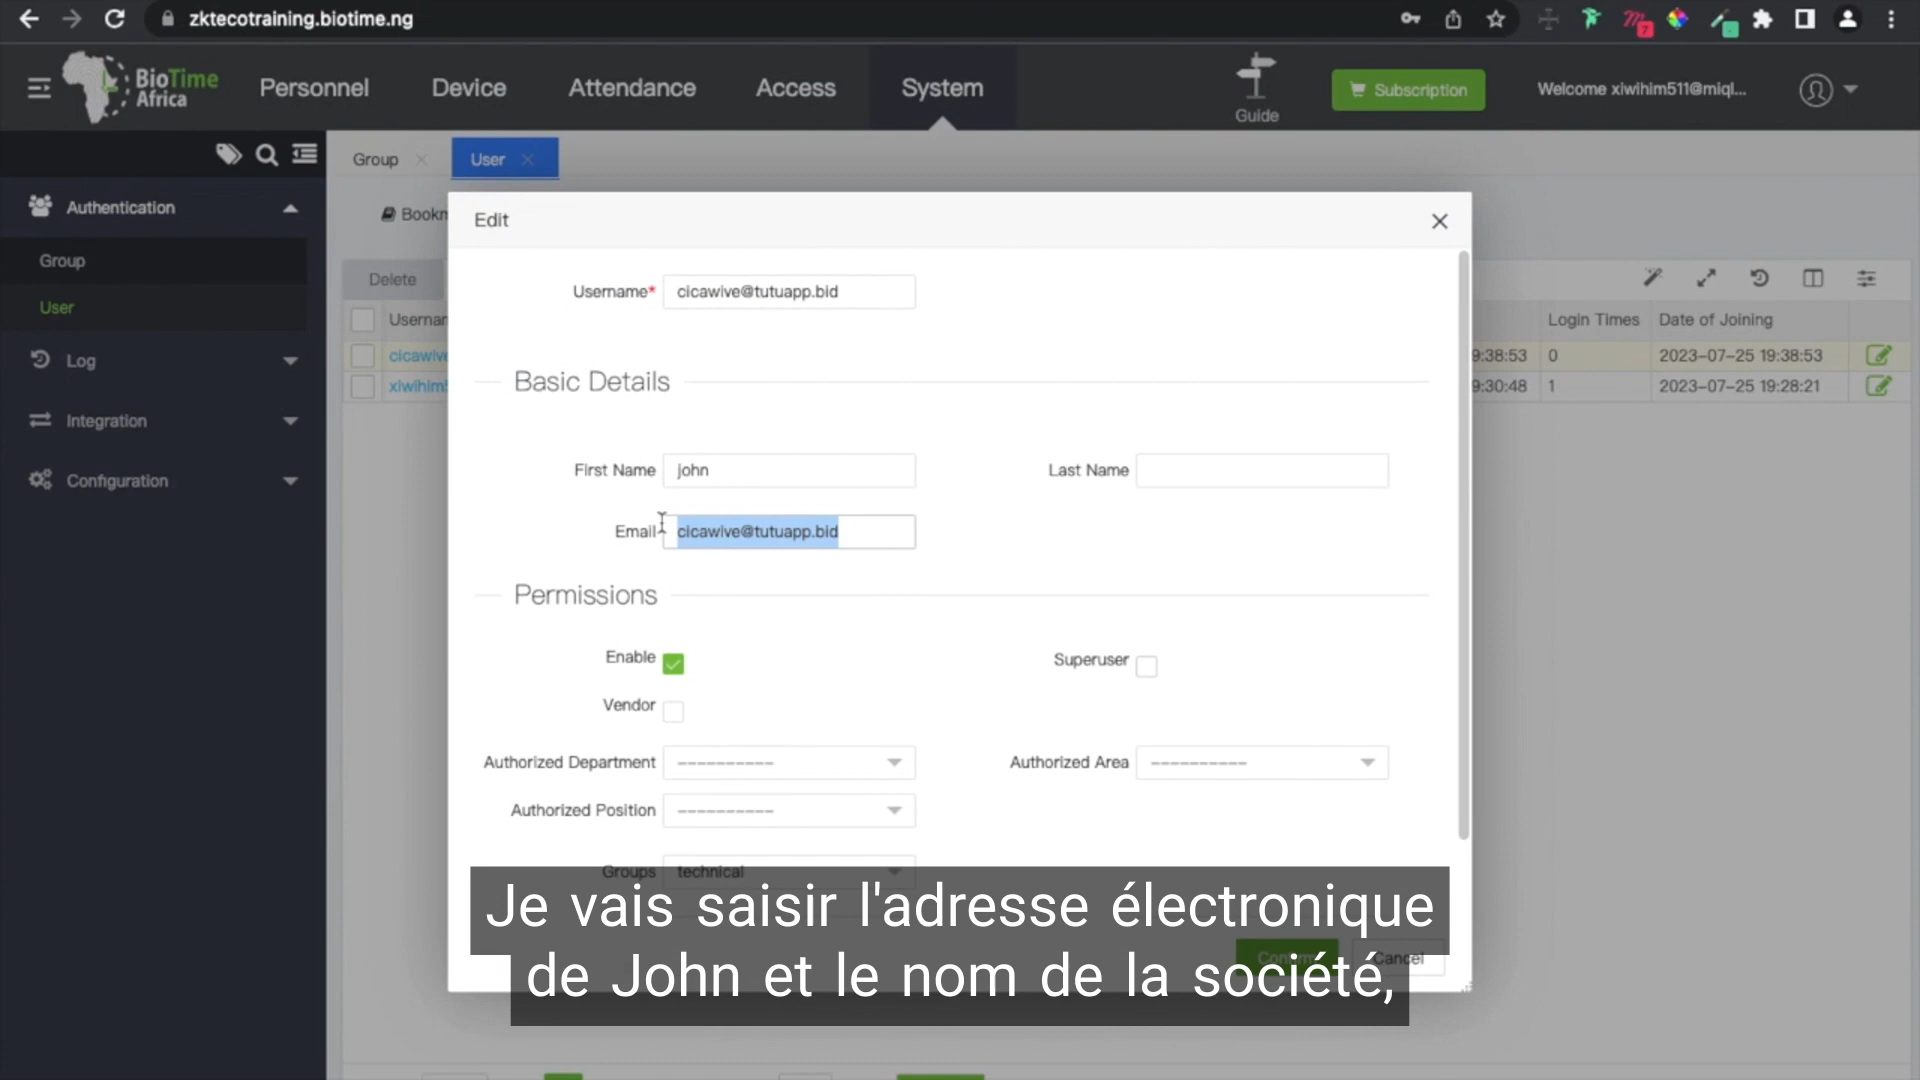 zktecotraining.biotime.ng
7
BioTime
Africa
Personnel
Device
Attendance
Access
System
Guide
Subscription
Welcome xiwihim511@miql...
Authentication
Group
User
Log
Integration
Configuration
Group
User
Delete
Login Times
Date of Joining
9:38:53
0
2023-07-25 19:38:53
9:30:48
1
2023-07-25 19:28:21
Edit
Username*
cicawive@tutuapp.bid
Basic Details
First Name
john
Last Name
Email
cicawive@tutuapp.bid
Permissions
Enable
Superuser
Vendor
Authorized Department
----------
Authorized Area
----------
Authorized Position
----------
Groups
technical
Confirm
Cancel
Je vais saisir l'adresse électronique
de John et le nom de la société,